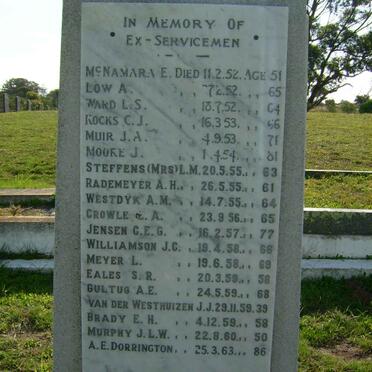 IN MEMORY OF
EX-SERVICEMEN
MCNAMARA E. DIED 11.2.52. AGE 51
LOW A. .52. ,, 65
WARD L.S. ,, 18.7.52. ,, 64
KOCKS C.J. ,, 16.3.53. ,, 66
MUIR J.A. ,, 4.9.53. ,, 71
J. ,, 1.4.54. ,, 81
STEFFENS (MRS) L.M. 20.5.55. ,, 63
RADEMEYER A.H. ,, 26.5.55. ,, 61
WESTDYK A.M. ,, 14.7.55. ,, 64
CROWLE A. ,, 23.9.56. ,, 65
JENSEN C.E.G. ,, 16.2.57. ,, 77
WILLIAMSON J.C. ,, 19.4.58. ,, 68
MEYER L. ,, 19.6.58. ,, 69
EALES S.R. ,, 20.3.59. ,, 56
GULTUG A.E. ,, 24.5.59. ,, 68
VAN DER WESTHUIZEN J.J. 29.11.59. 39
BRADY E.H. ,, 4.12.59. ,, 58
MURPHY J.L.W. ,, 22.8.60. ,, 50
A.E. DORRINGTON. ,, 25.3.63. ,, 86